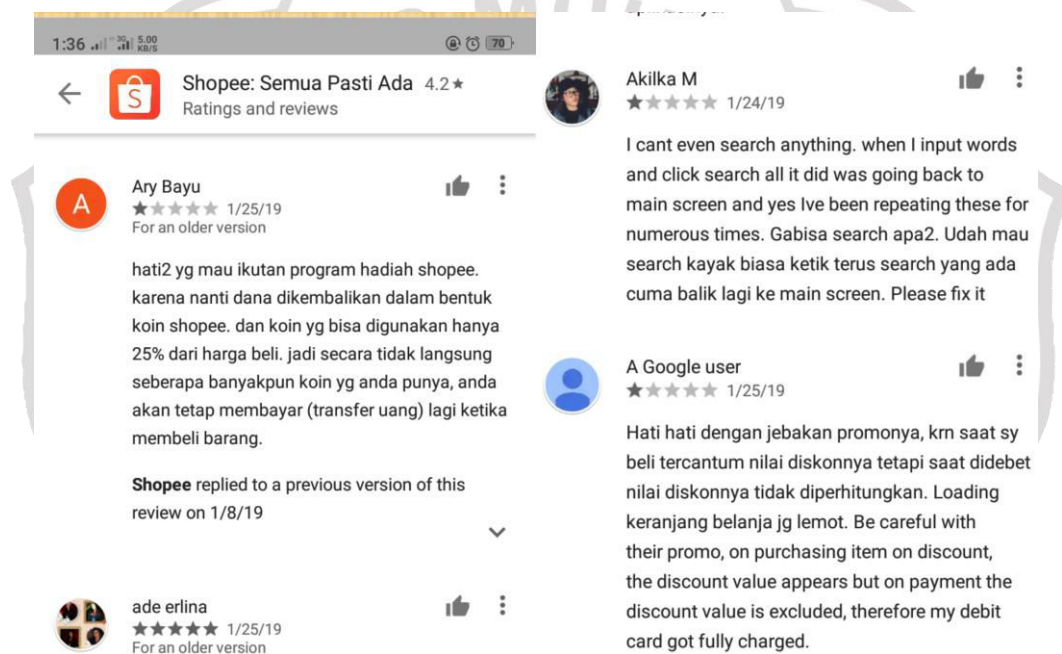 1:36 3G 5.00 KB/S 70
Shopee: Semua Pasti Ada 4.2★
Ratings and reviews
A
Ary Bayu
★★★★★ 1/25/19
For an older version
hati2 yg mau ikutan program hadiah shopee.
karena nanti dana dikembalikan dalam bentuk
koin shopee. dan koin yg bisa digunakan hanya
25% dari harga beli. jadi secara tidak langsung
seberapa banyakpun koin yg anda punya, anda
akan tetap membayar (transfer uang) lagi ketika
membeli barang.
Shopee replied to a previous version of this
review on 1/8/19
ade erlina
★★★★★ 1/25/19
For an older version
Akilka M
★★★★★ 1/24/19
I cant even search anything. when I input words
and click search all it did was going back to
main screen and yes Ive been repeating these for
numerous times. Gabisa search apa2. Udah mau
search kayak biasa ketik terus search yang ada
cuma balik lagi ke main screen. Please fix it
A Google user
★★★★★ 1/25/19
Hati hati dengan jebakan promonya, krn saat sy
beli tercantum nilai diskonnya tetapi saat didebet
nilai diskonnya tidak diperhitungkan. Loading
keranjang belanja jg lemot. Be careful with
their promo, on purchasing item on discount,
the discount value appears but on payment the
discount value is excluded, therefore my debit
card got fully charged.